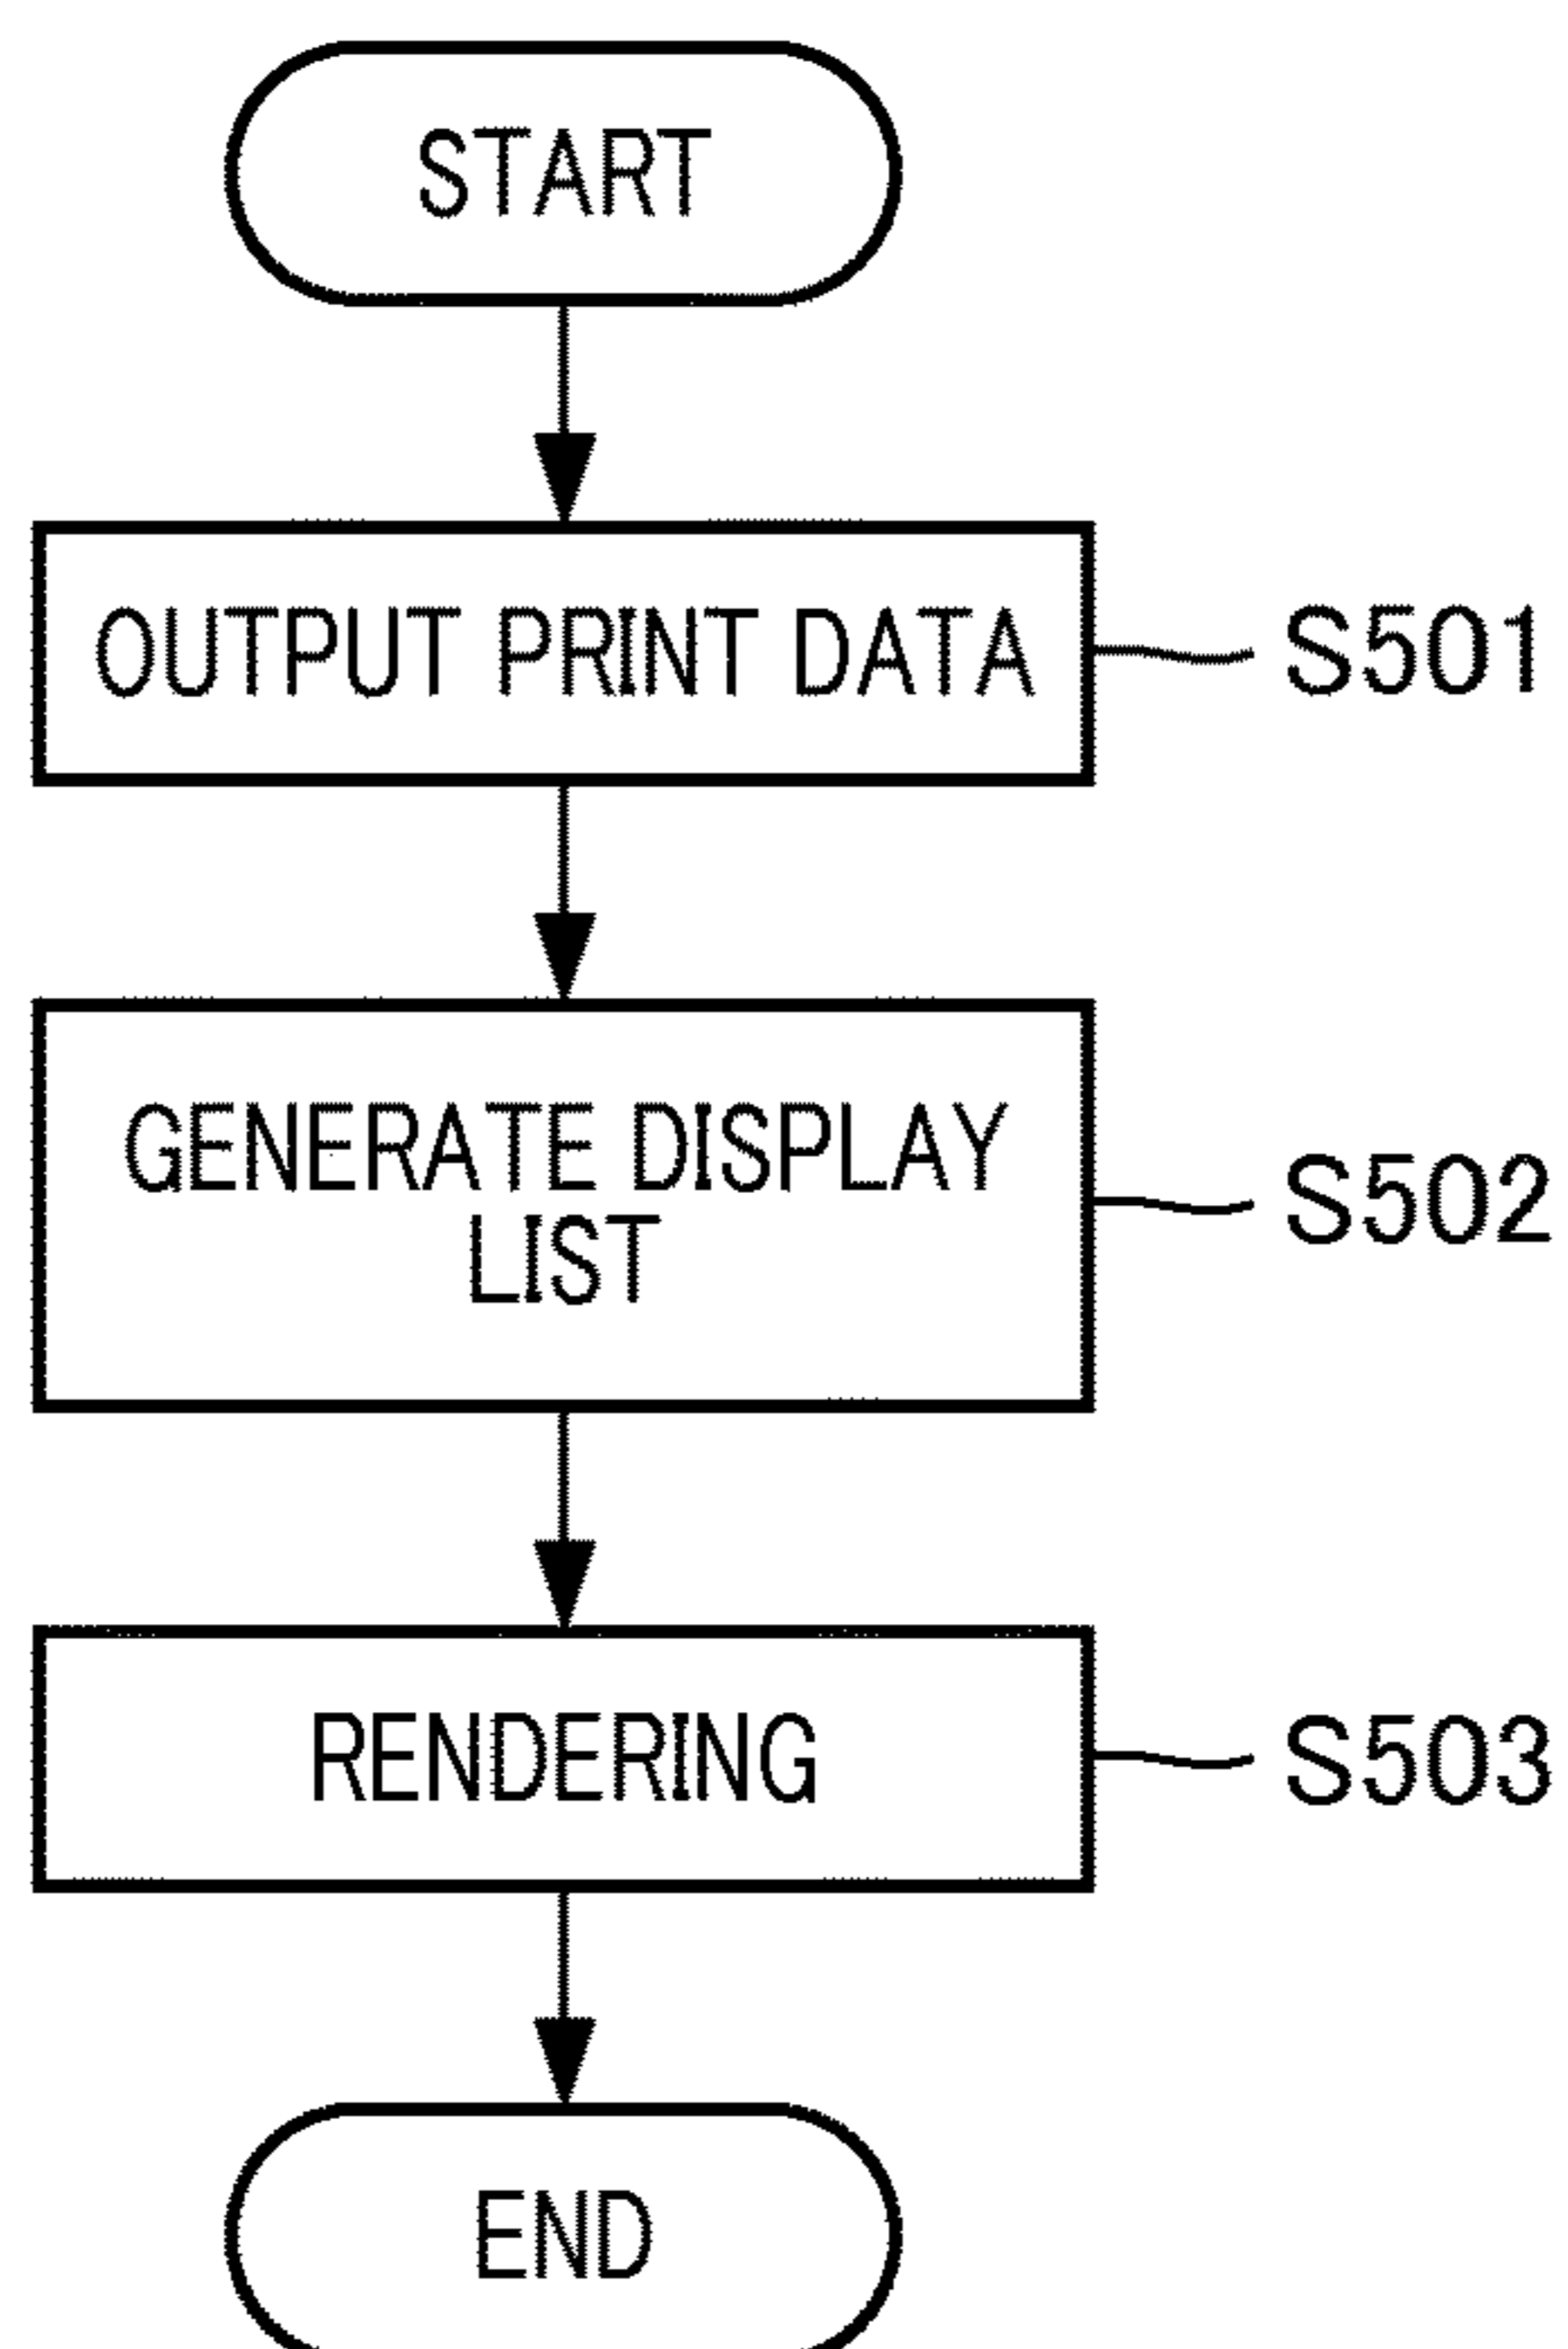 START
OUTPUT PRINT DATA
S501
GENERATE DISPLAY
LIST
S502
RENDERING
S503
END